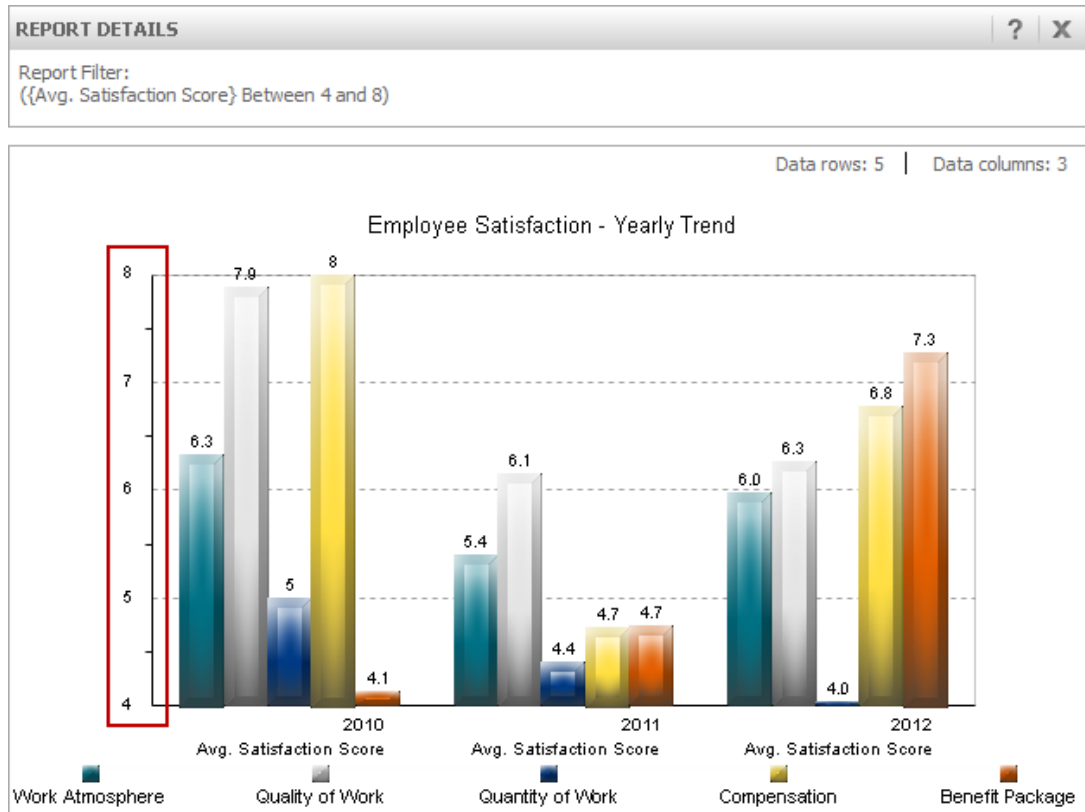 REPORT DETAILS ? X
Report Filter:
({Avg. Satisfaction Score} Between 4 and 8)
Data rows: 5 | Data columns: 3
Employee Satisfaction - Yearly Trend
8
7
6
5
4
6.3
7.9
5
8
4.1
5.4
6.1
4.4
4.7
4.7
6.0
6.3
4.0
6.8
7.3
2010 2011 2012
Avg. Satisfaction Score Avg. Satisfaction Score Avg. Satisfaction Score
Work Atmosphere Quality of Work Quantity of Work Compensation Benefit Package